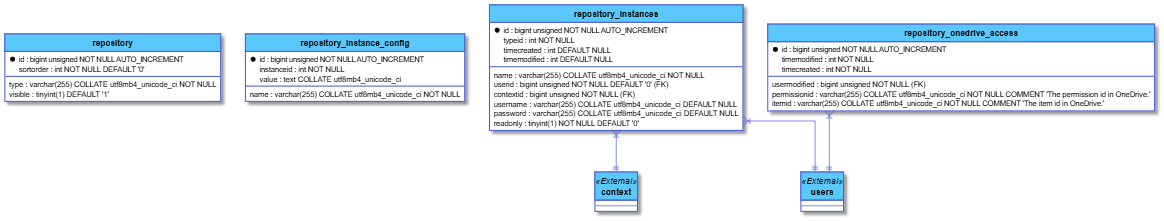 repository
● id : bigint unsigned NOT NULL AUTO_INCREMENT
sortorder : int NOT NULL DEFAULT '0'
type : varchar(255) COLLATE utf8mb4_unicode_ci NOT NULL
visible : tinyint(1) DEFAULT '1'
repository_instance_config
● id : bigint unsigned NOT NULL AUTO_INCREMENT
instanceid : int NOT NULL
value : text COLLATE utf8mb4_unicode_ci
name : varchar(255) COLLATE utf8mb4_unicode_ci NOT NULL
repository_instances
● id : bigint unsigned NOT NULL AUTO_INCREMENT
typeid : int NOT NULL
timecreated : int DEFAULT NULL
timemodified : int DEFAULT NULL
name : varchar(255) COLLATE utf8mb4_unicode_ci NOT NULL
userid : bigint unsigned NOT NULL DEFAULT '0' (FK)
contextid : bigint unsigned NOT NULL (FK)
username : varchar(255) COLLATE utf8mb4_unicode_ci DEFAULT NULL
password : varchar(255) COLLATE utf8mb4_unicode_ci DEFAULT NULL
readonly : tinyint(1) NOT NULL DEFAULT '0'
repository_onedrive_access
● id : bigint unsigned NOT NULL AUTO_INCREMENT
timemodified : int NOT NULL
timecreated : int NOT NULL
usermodified : bigint unsigned NOT NULL (FK)
permissionid : varchar(255) COLLATE utf8mb4_unicode_ci NOT NULL COMMENT 'The permission id in OneDrive.'
itemid : varchar(255) COLLATE utf8mb4_unicode_ci NOT NULL COMMENT 'The item id in OneDrive.'
«External»
context
«External»
users